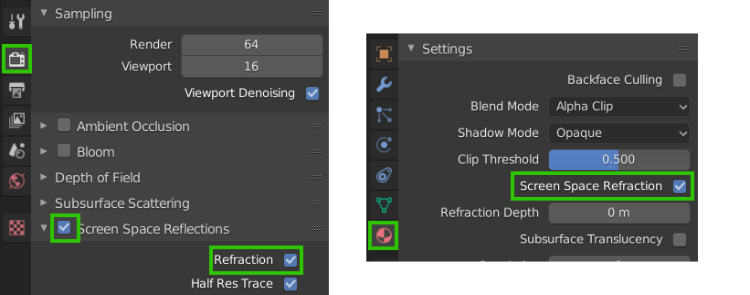 Sampling
Render 64
Viewport 16
Viewport Denoising
Ambient Occlusion
Bloom
Depth of Field
Subsurface Scattering
Screen Space Reflections
Refraction
Half Res Trace
Settings
Backface Culling
Blend Mode Alpha Clip
Shadow Mode Opaque
Clip Threshold 0.500
Screen Space Refraction
Refraction Depth 0 m
Subsurface Translucency